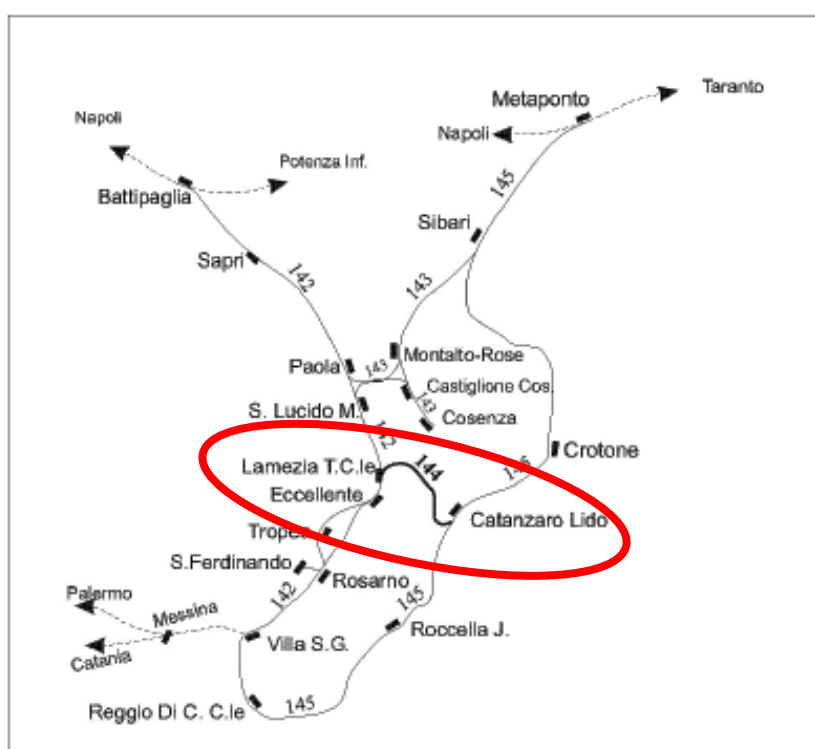 Taranto
Metaponto
Napoli
Napoli
Potenza Inf.
145
Battipaglia
Sibari
Sapri
142
143
Paola
143
Montalto-Rose
Castiglione Cos.
143
S. Lucido M.
Cosenza
142
Crotone
Lamezia T.C.le
144
145
Eccellente
Catanzaro Lido
Tropea
S.Ferdinando
Rosarno
142
Palermo
Messina
145
Roccella J.
Villa S.G.
Catania
145
Reggio Di C. C.le